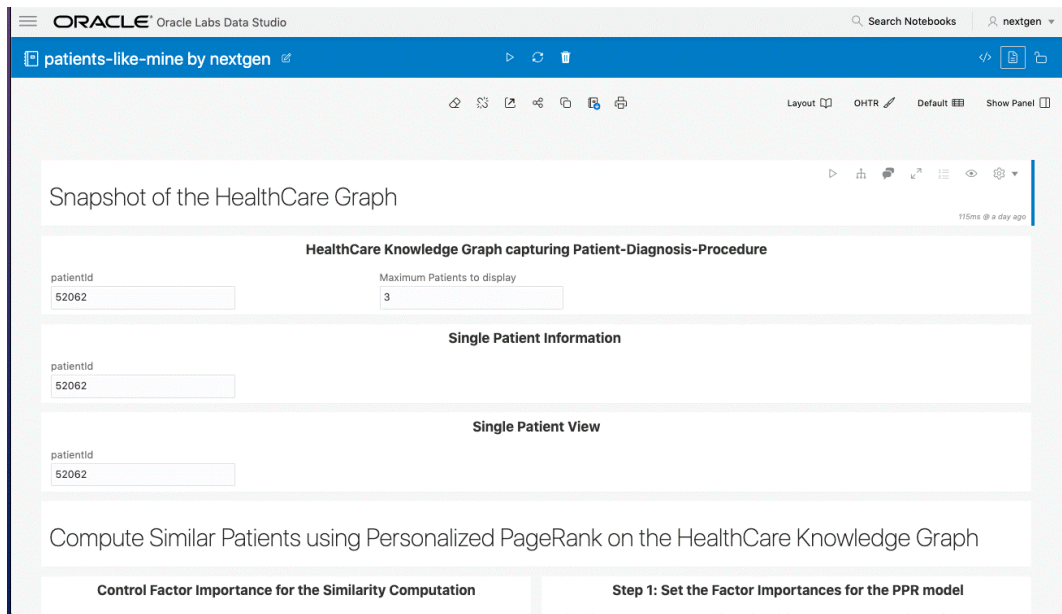 ORACLE Oracle Labs Data Studio
Search Notebooks
nextgen
patients-like-mine by nextgen
Layout
OHTR
Default
Show Panel
Snapshot of the HealthCare Graph
115ms @ a day ago
HealthCare Knowledge Graph capturing Patient-Diagnosis-Procedure
patientId
Maximum Patients to display
52062
3
Single Patient Information
patientId
52062
Single Patient View
patientId
52062
Compute Similar Patients using Personalized PageRank on the HealthCare Knowledge Graph
Control Factor Importance for the Similarity Computation
Step 1: Set the Factor Importances for the PPR model